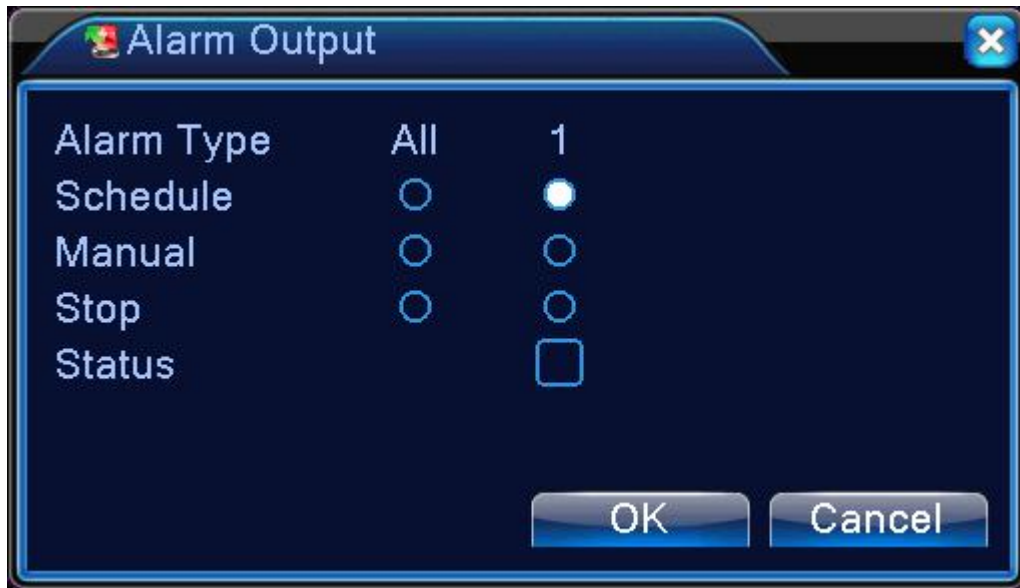 Alarm Output
Alarm Type All 1
Schedule
Manual
Stop
Status
OK Cancel